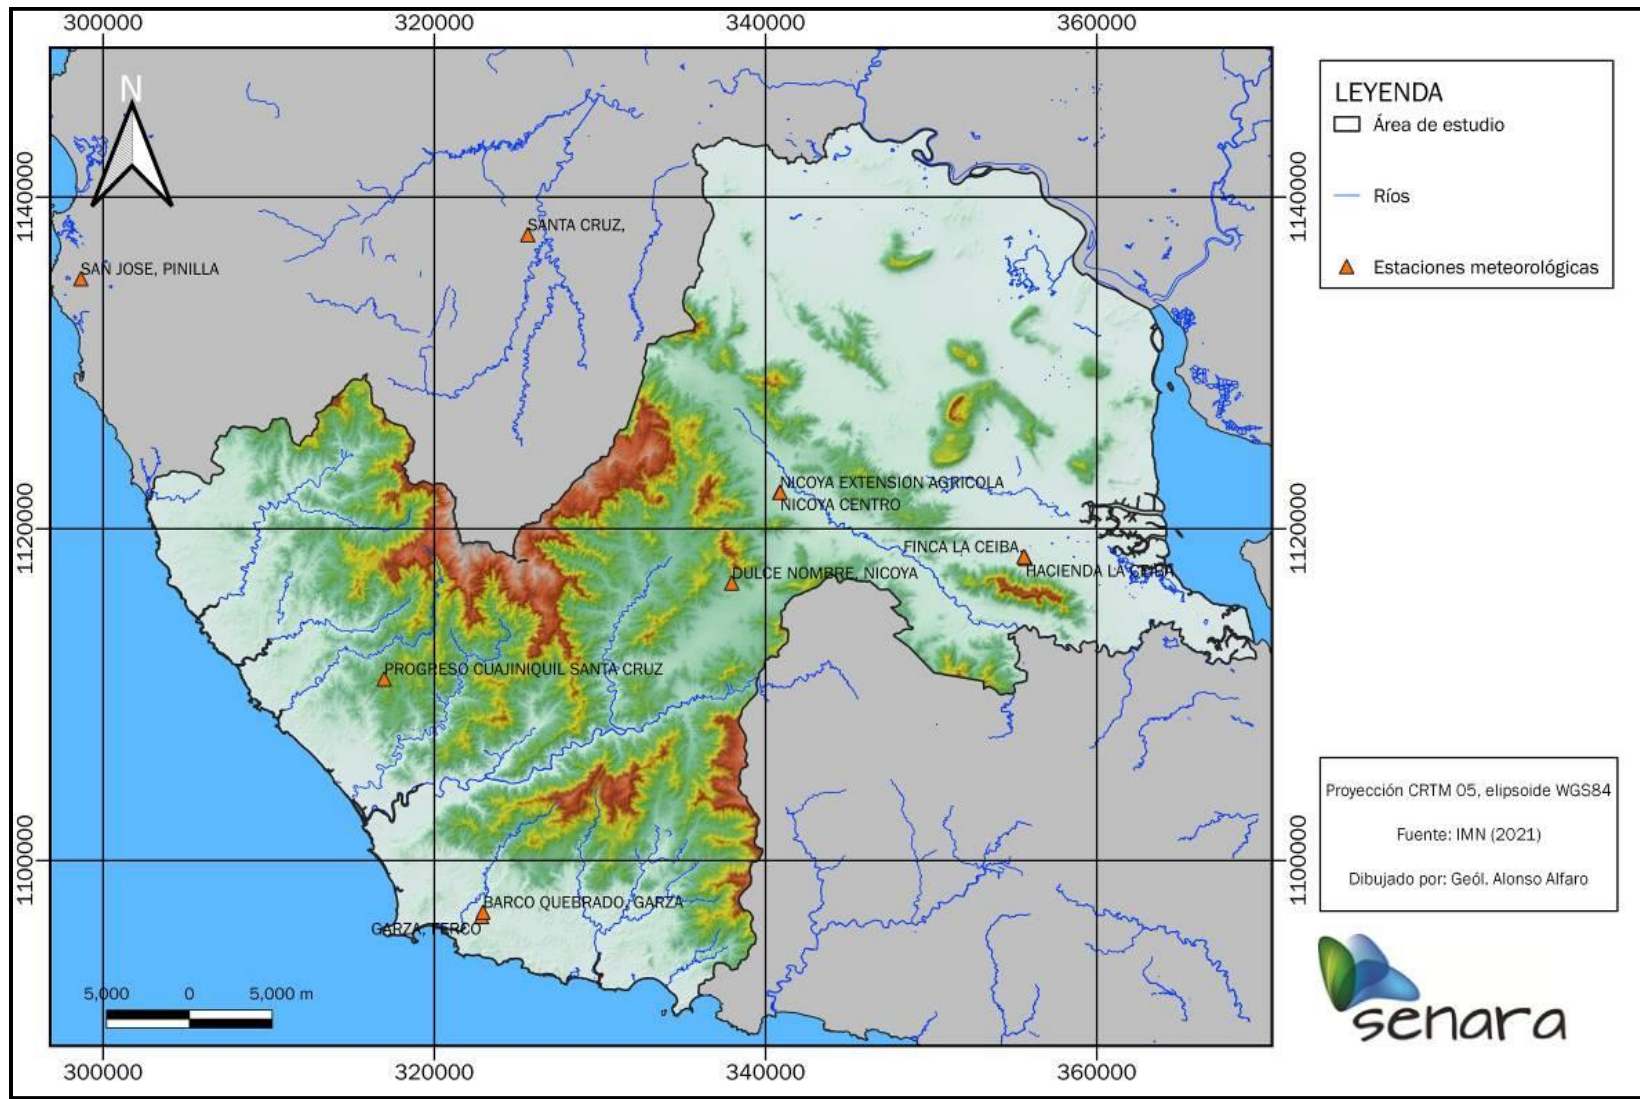 300000 320000 340000 360000
LEYENDA
Área de estudio
Ríos
Estaciones meteorológicas
N
1140000 1140000
SANTA CRUZ,
SAN JOSE, PINILLA
NICOYA EXTENSION AGRICOLA
NICOYA CENTRO
1120000 1120000
FINCA LA CEIBA,
HACIENDA LA CEIBA
DULCE NOMBRE, NICOYA
PROGRESO CUAJINIQUIL SANTA CRUZ
1100000 1100000
BARCO QUEBRADO, GARZA
GARZA, TERCO
Proyección CRTM 05, elipsoide WGS84
Fuente: IMN (2021)
Dibujado por: Geól. Alonso Alfaro
5,000 0 5,000 m
senara
300000 320000 340000 360000